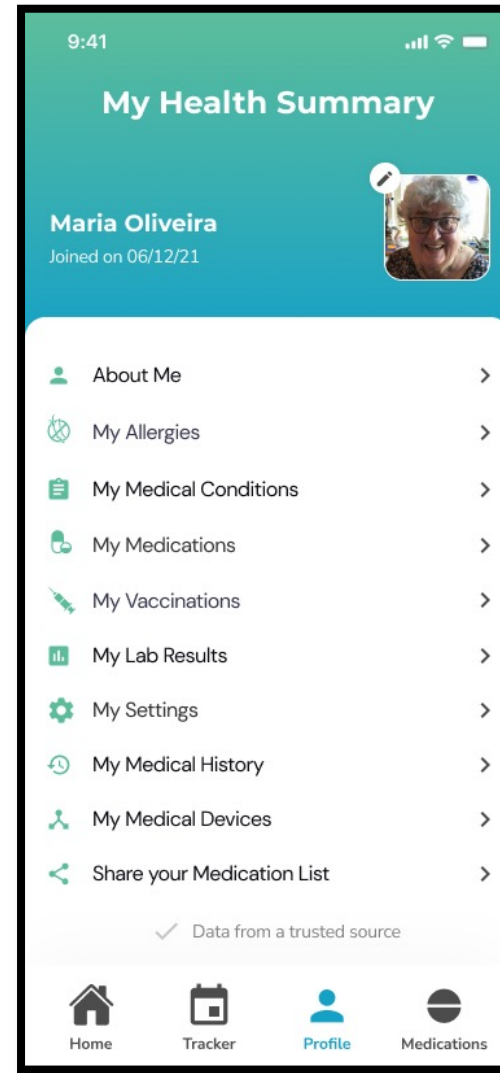 9:41
My Health Summary
Maria Oliveira
Joined on 06/12/21
About Me
My Allergies
My Medical Conditions
My Medications
My Vaccinations
My Lab Results
My Settings
My Medical History
My Medical Devices
Share your Medication List
Data from a trusted source
Home Tracker Profile Medications